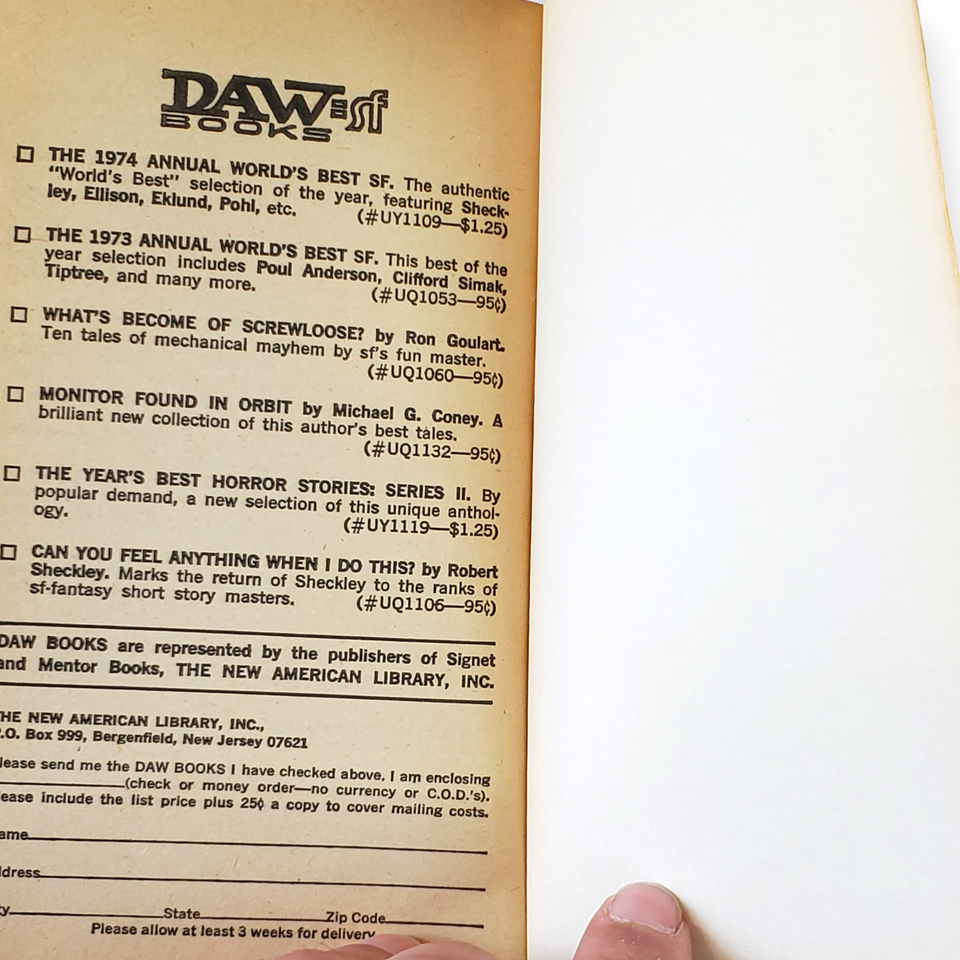 DAW=sf
BOOKS
THE 1974 ANNUAL WORLD'S BEST SF. The authentic
"World's Best" selection of the year, featuring Sheck-
ley, Ellison, Eklund, Pohl, etc. (#UY1109—$1.25)
THE 1973 ANNUAL WORLD'S BEST SF. This best of the
year selection includes Poul Anderson, Clifford Simak,
Tiptree, and many more. (#UQ1053—95¢)
WHAT'S BECOME OF SCREWLOOSE? by Ron Goulart.
Ten tales of mechanical mayhem by sf's fun master.
(#UQ1060—95¢)
MONITOR FOUND IN ORBIT by Michael G. Coney. A
brilliant new collection of this author's best tales.
(#UQ1132—95¢)
THE YEAR'S BEST HORROR STORIES: SERIES II. By
popular demand, a new selection of this unique anthol-
ogy. (#UY1119—$1.25)
CAN YOU FEEL ANYTHING WHEN I DO THIS? by Robert
Sheckley. Marks the return of Sheckley to the ranks of
sf-fantasy short story masters. (#UQ1106—95¢)
DAW BOOKS are represented by the publishers of Signet
and Mentor Books, THE NEW AMERICAN LIBRARY, INC.
THE NEW AMERICAN LIBRARY, INC.,
P.O. Box 999, Bergenfield, New Jersey 07621
lease send me the DAW BOOKS I have checked above. I am enclosing
(check or money order—no currency or C.O.D.'s).
ease include the list price plus 25¢ a copy to cover mailing costs.
ame
ddress
ty State Zip Code
Please allow at least 3 weeks for delivery